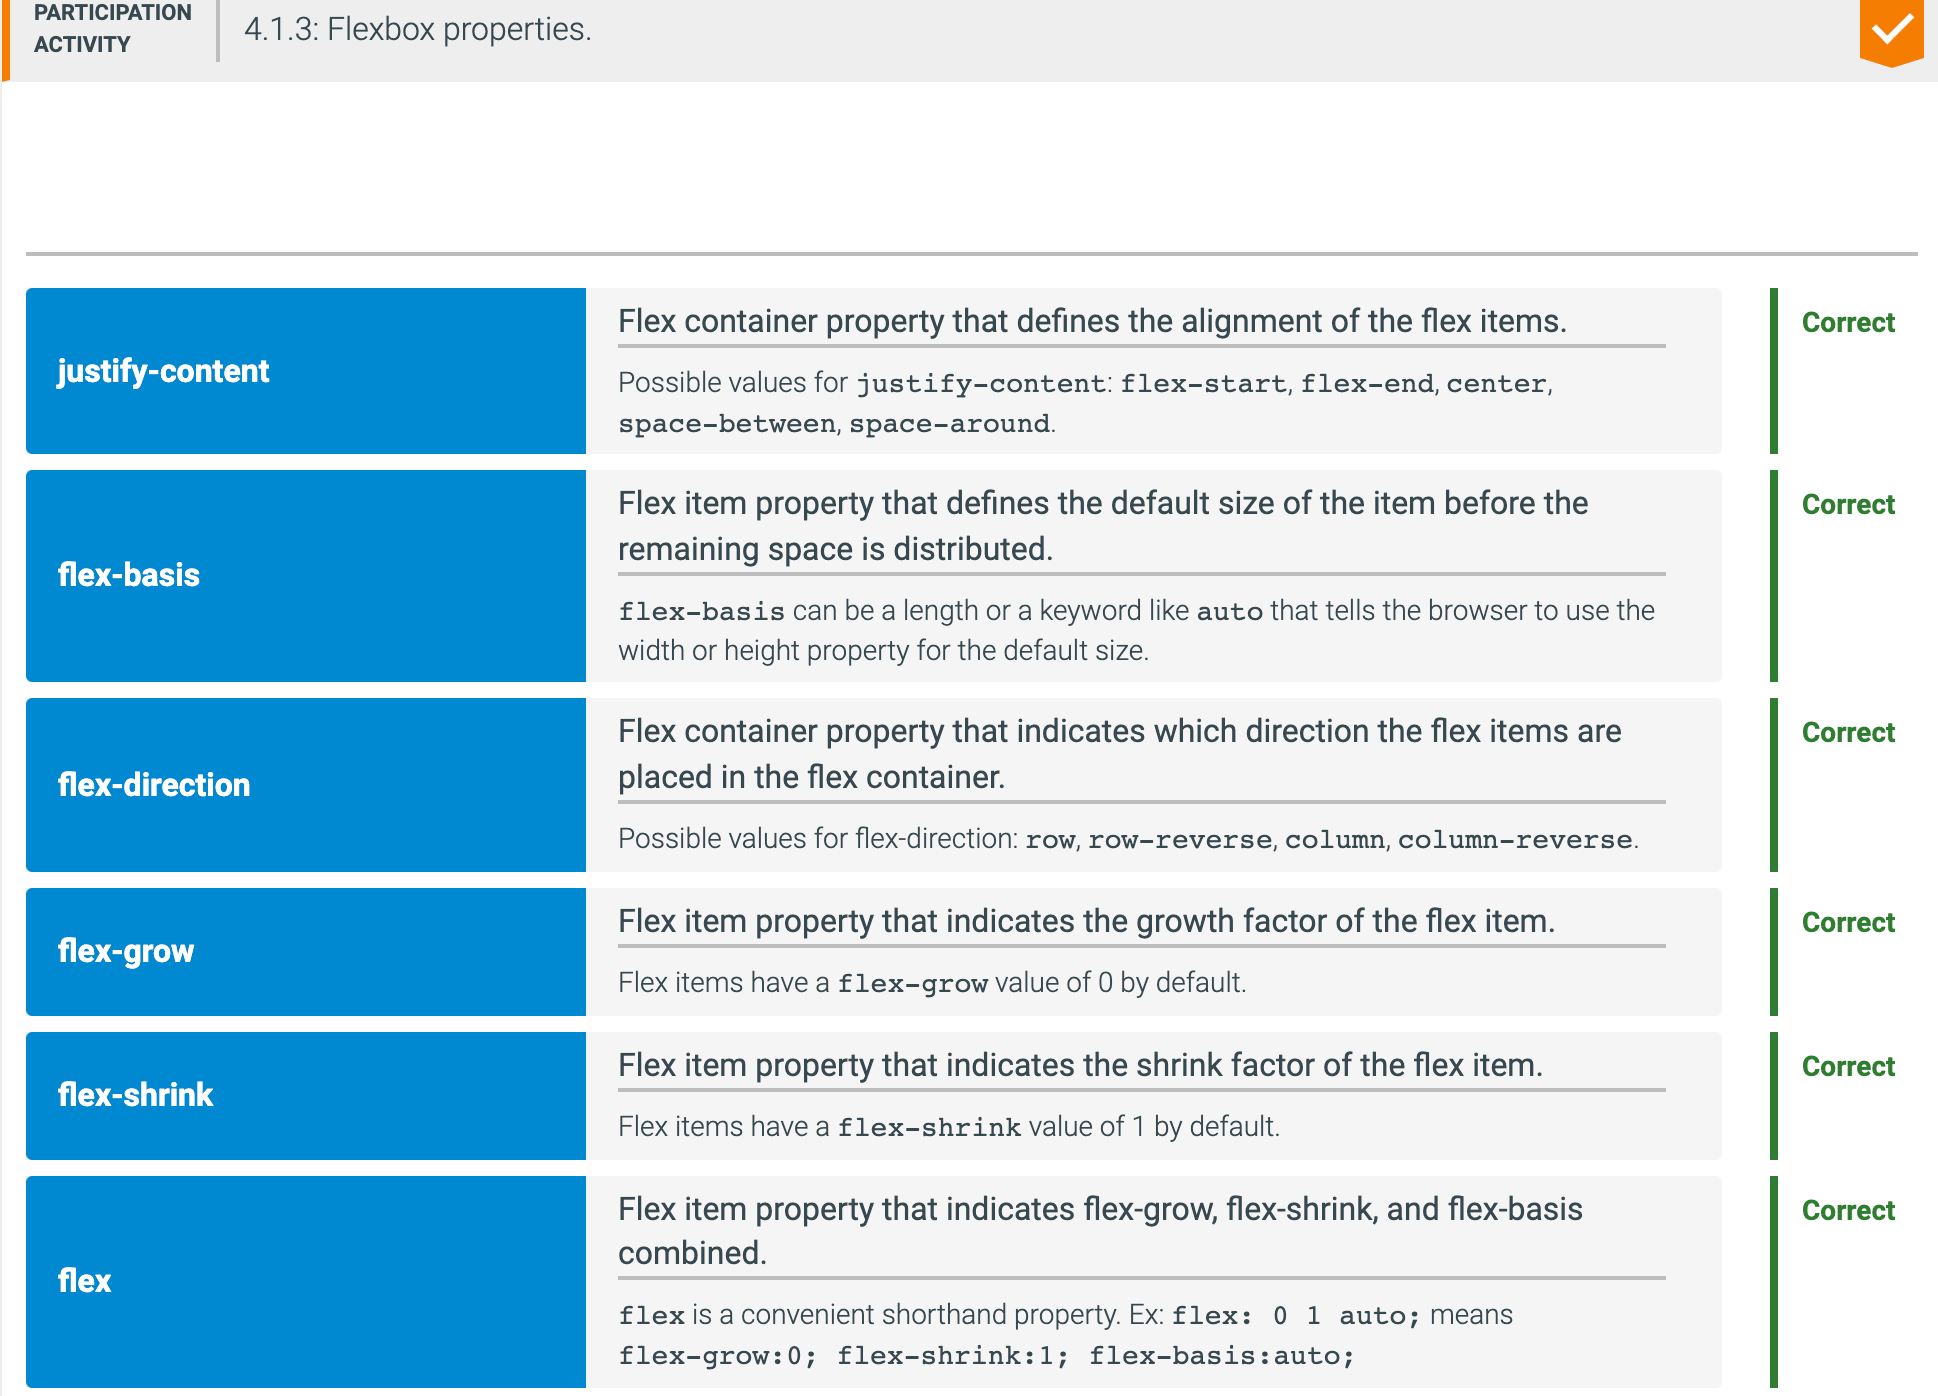 PARTICIPATION
ACTIVITY
4.1.3: Flexbox properties.
justify-content
Flex container property that defines the alignment of the flex items.
Possible values for justify-content: flex-start, flex-end, center,
space-between, space-around.
Correct
flex-basis
Flex item property that defines the default size of the item before the
remaining space is distributed.
flex-basis can be a length or a keyword like auto that tells the browser to use the
width or height property for the default size.
Correct
flex-direction
Flex container property that indicates which direction the flex items are
placed in the flex container.
Possible values for flex-direction: row, row-reverse, column, column-reverse.
Correct
flex-grow
Flex item property that indicates the growth factor of the flex item.
Flex items have a flex-grow value of 0 by default.
Correct
flex-shrink
Flex item property that indicates the shrink factor of the flex item.
Flex items have a flex-shrink value of 1 by default.
Correct
flex
Flex item property that indicates flex-grow, flex-shrink, and flex-basis
combined.
flex is a convenient shorthand property. Ex: flex: 0 1 auto; means
flex-grow:0; flex-shrink:1; flex-basis:auto;
Correct